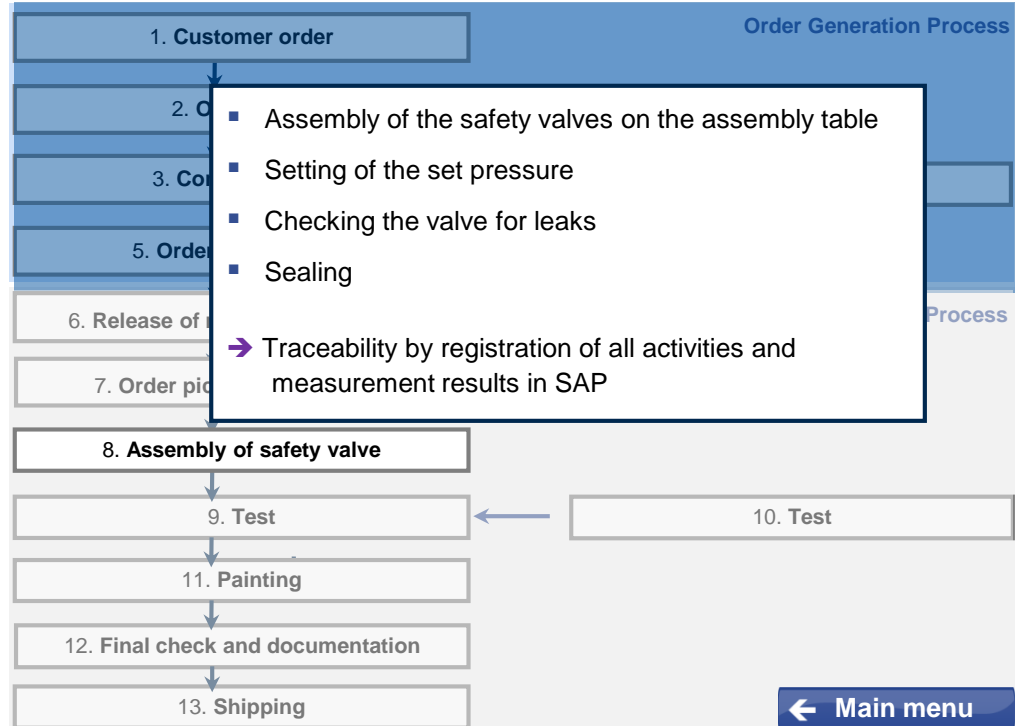 Order Generation Process
1. Customer order
2. O
3. Cor
5. Order
▪ Assembly of the safety valves on the assembly table
▪ Setting of the set pressure
▪ Checking the valve for leaks
▪ Sealing
➔ Traceability by registration of all activities and
measurement results in SAP
6. Release of
Process
7. Order pic
8. Assembly of safety valve
9. Test
10. Test
11. Painting
12. Final check and documentation
13. Shipping
← Main menu